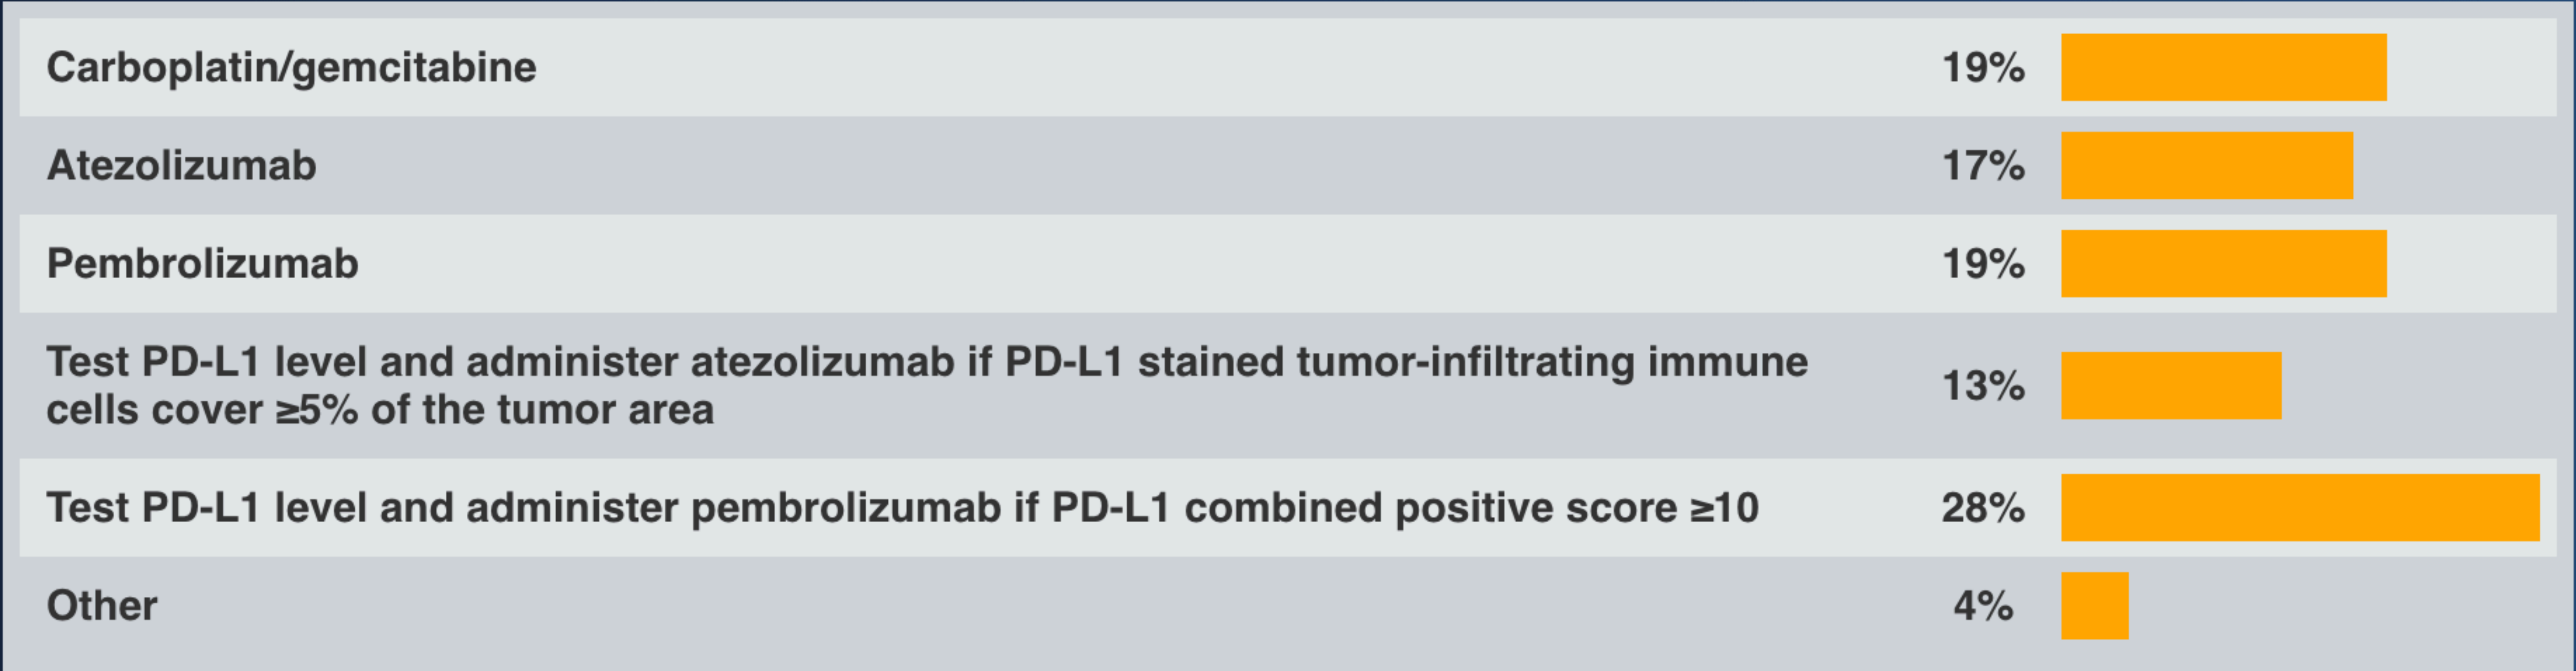 Carboplatin/gemcitabine 19%
Atezolizumab 17%
Pembrolizumab 19%
Test PD-L1 level and administer atezolizumab if PD-L1 stained tumor-infiltrating immune
cells cover ≥5% of the tumor area 13%
Test PD-L1 level and administer pembrolizumab if PD-L1 combined positive score ≥10 28%
Other 4%